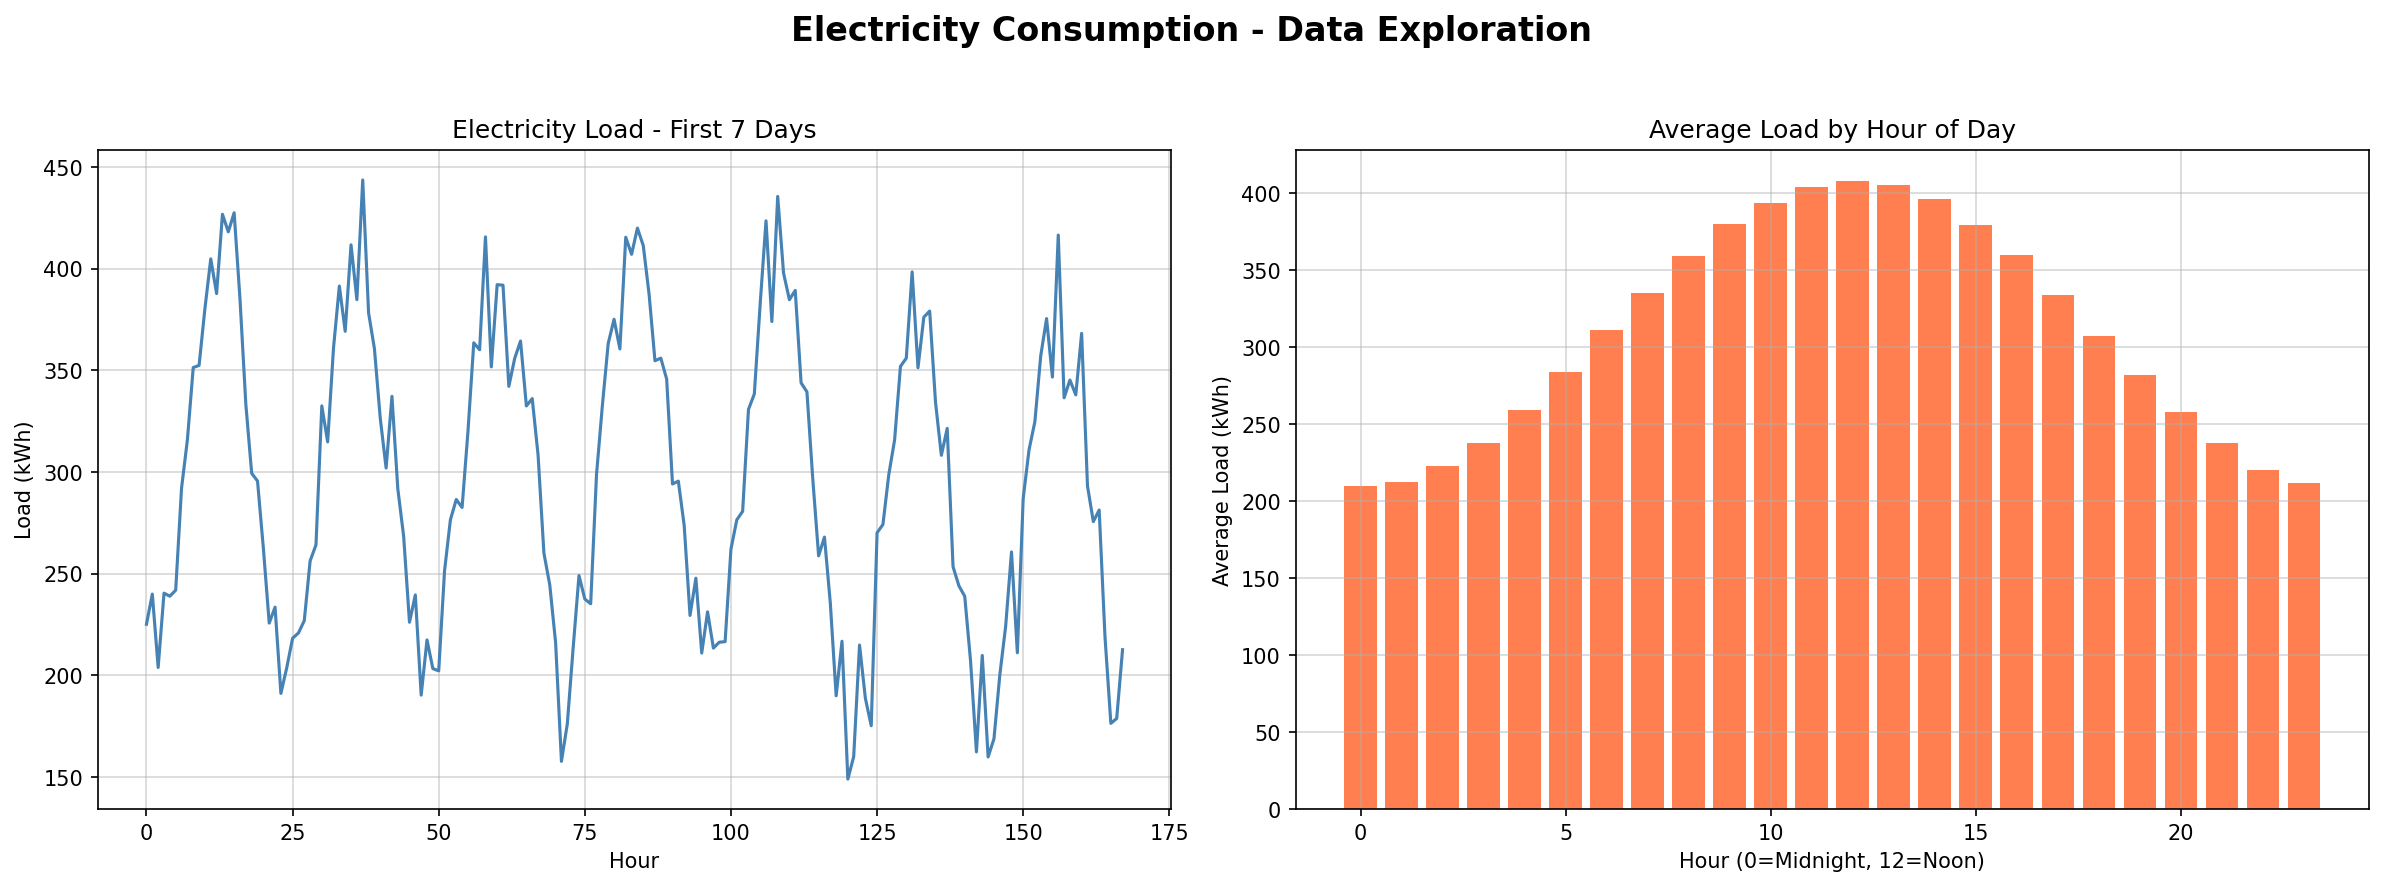 Electricity Consumption - Data Exploration
Electricity Load - First 7 Days
Load (kWh)
450
400
350
300
250
200
150
0 25 50 75 100 125 150 175
Hour
Average Load by Hour of Day
Average Load (kWh)
400
350
300
250
200
150
100
50
0
0 5 10 15 20
Hour (0=Midnight, 12=Noon)